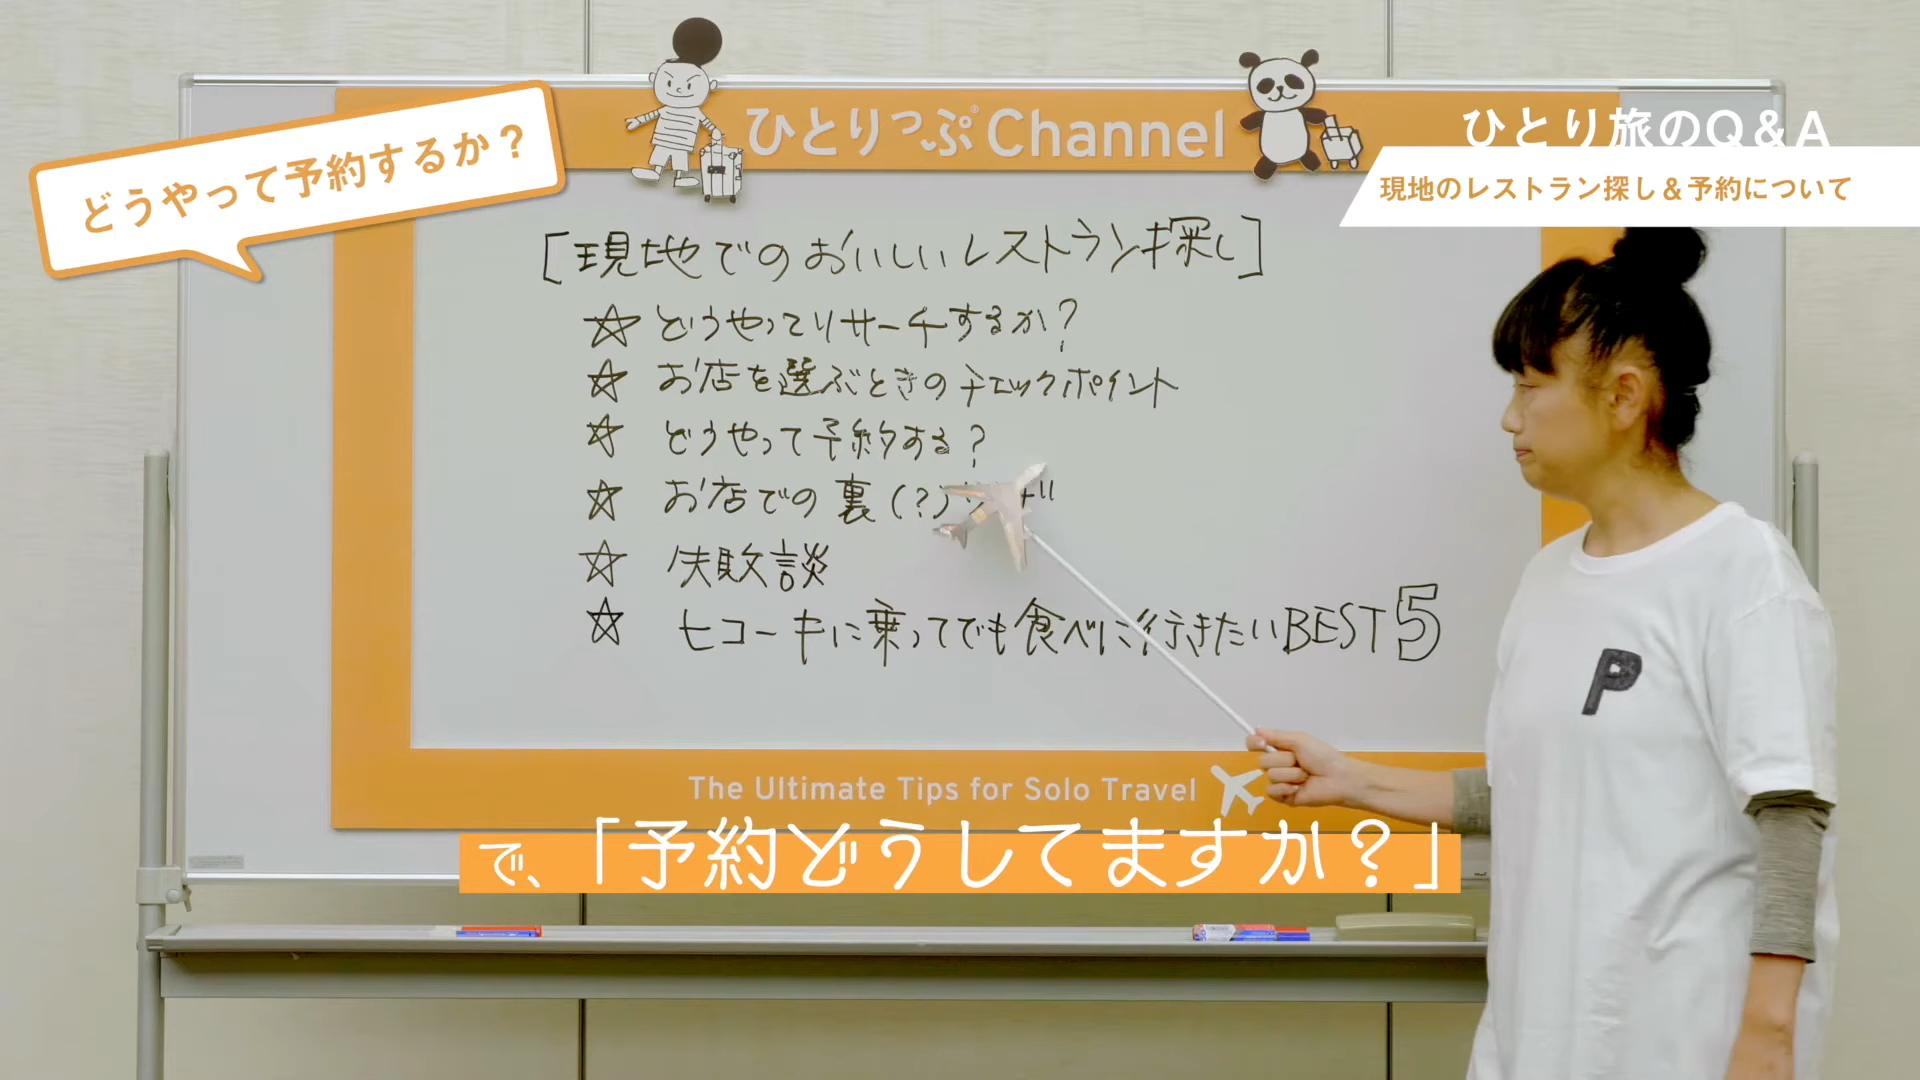 どうやって予約するか？
ひとりっぷ® Channel
ひとり旅のQ＆A
現地のレストラン探し＆予約について
[現地でのおいしいレストラン探し]
☆ どうやってリサーチするか？
☆ お店を選ぶときのチェックポイント
☆ どうやって予約する？
☆ お店での裏(?)
☆ 失敗談
☆ ヒコーキに乗ってでも食べに行きたいBEST5
P
The Ultimate Tips for Solo Travel
で、「予約どうしてますか？」